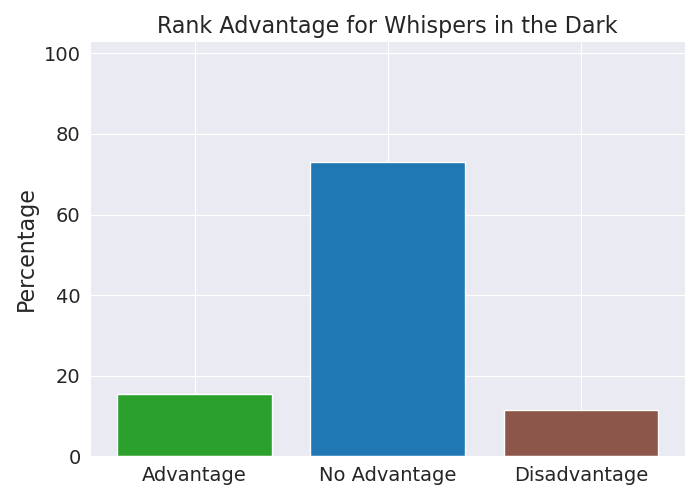 Rank Advantage for Whispers in the Dark
100
80
60
40
20
0
Percentage
Advantage
No Advantage
Disadvantage